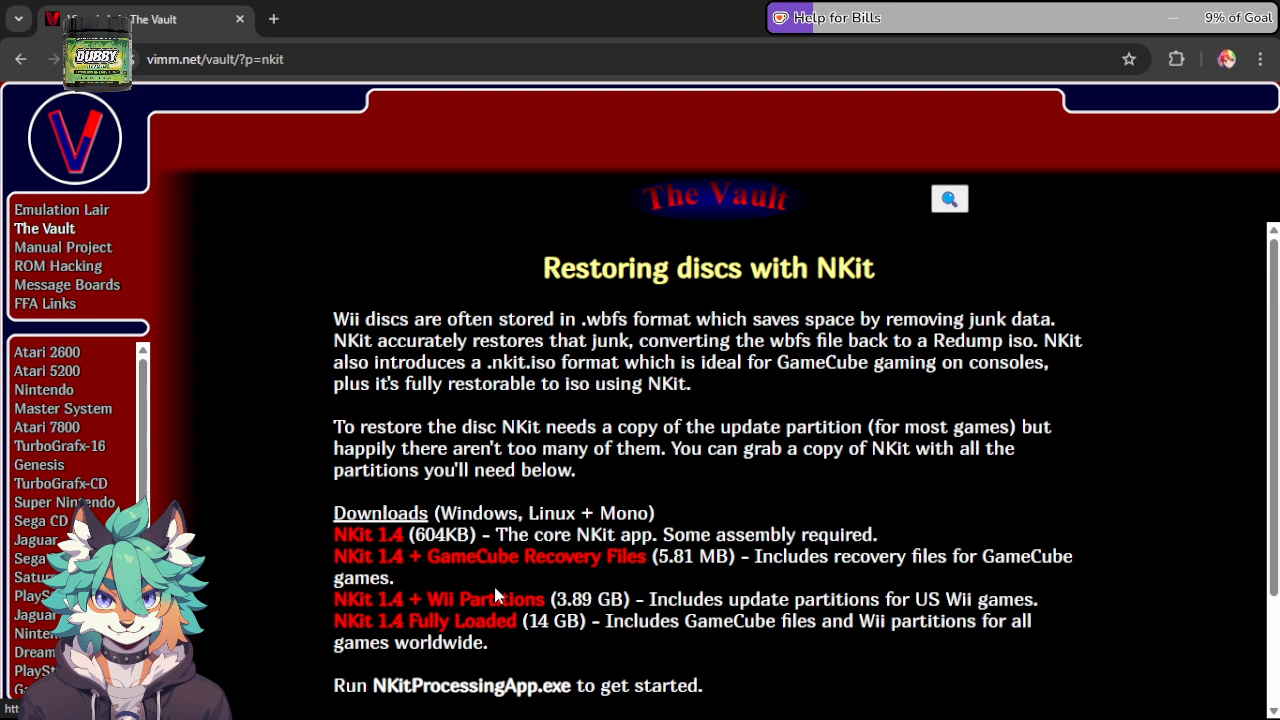 The Vault
Help for Bills
9% of Goal
DUBBY
vimm.net/vault/?p=nkit
V
Emulation Lair
The Vault
Manual Project
ROM Hacking
Message Boards
FFA Links
Atari 2600
Atari 5200
Nintendo
Master System
Atari 7800
TurboGrafx-16
Genesis
TurboGrafx-CD
Super Nintendo
Sega CD
Jaguar
Sega
Satu
PlaySt
Jaguar
Ninten
Dream
PlaySt
Ga
The Vault
Restoring discs with NKit
Wii discs are often stored in .wbfs format which saves space by removing junk data.
NKit accurately restores that junk, converting the wbfs file back to a Redump iso. NKit
also introduces a .nkit.iso format which is ideal for GameCube gaming on consoles,
plus it's fully restorable to iso using NKit.
To restore the disc NKit needs a copy of the update partition (for most games) but
happily there aren't too many of them. You can grab a copy of NKit with all the
partitions you'll need below.
Downloads (Windows, Linux + Mono)
NKit 1.4 (604KB) - The core NKit app. Some assembly required.
NKit 1.4 + GameCube Recovery Files (5.81 MB) - Includes recovery files for GameCube
games.
NKit 1.4 + Wii Partitions (3.89 GB) - Includes update partitions for US Wii games.
NKit 1.4 Fully Loaded (14 GB) - Includes GameCube files and Wii partitions for all
games worldwide.
Run NKitProcessingApp.exe to get started.
htt